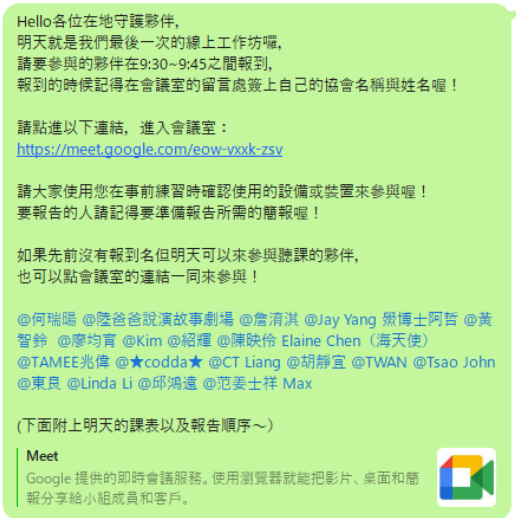 Hello各位在地守護夥伴,
明天就是我們最後一次的線上工作坊囉,
請要參與的夥伴在9:30~9:45之間報到,
報到的時候記得在會議室的留言處簽上自己的協會名稱與姓名喔！
請點進以下連結，進入會議室：
https://meet.google.com/eow-vxxk-zsv
請大家使用您在事前練習時確認使用的設備或裝置來參與喔！
要報告的人請記得要準備報告所需的簡報喔！
如果先前沒有報到名但明天可以來參與聽課的夥伴,
也可以點會議室的連結一同來參與！
@何瑞暘 @陸爸爸說演故事劇場 @詹淯淇 @Jay Yang 鱟博士阿哲 @黃
智鈴 @廖均育 @Kim @紹輝 @陳映伶 Elaine Chen（海天使）
@TAMEE兆偉 @★codda★ @CT Liang @胡靜宜 @TWAN @Tsao John
@東良 @Linda Li @邱鴻遠 @范姜士祥 Max
(下面附上明天的課表以及報告順序～)
Meet
Google 提供的即時會議服務。使用瀏覽器就能把影片、桌面和簡
報分享給小組成員和客戶。